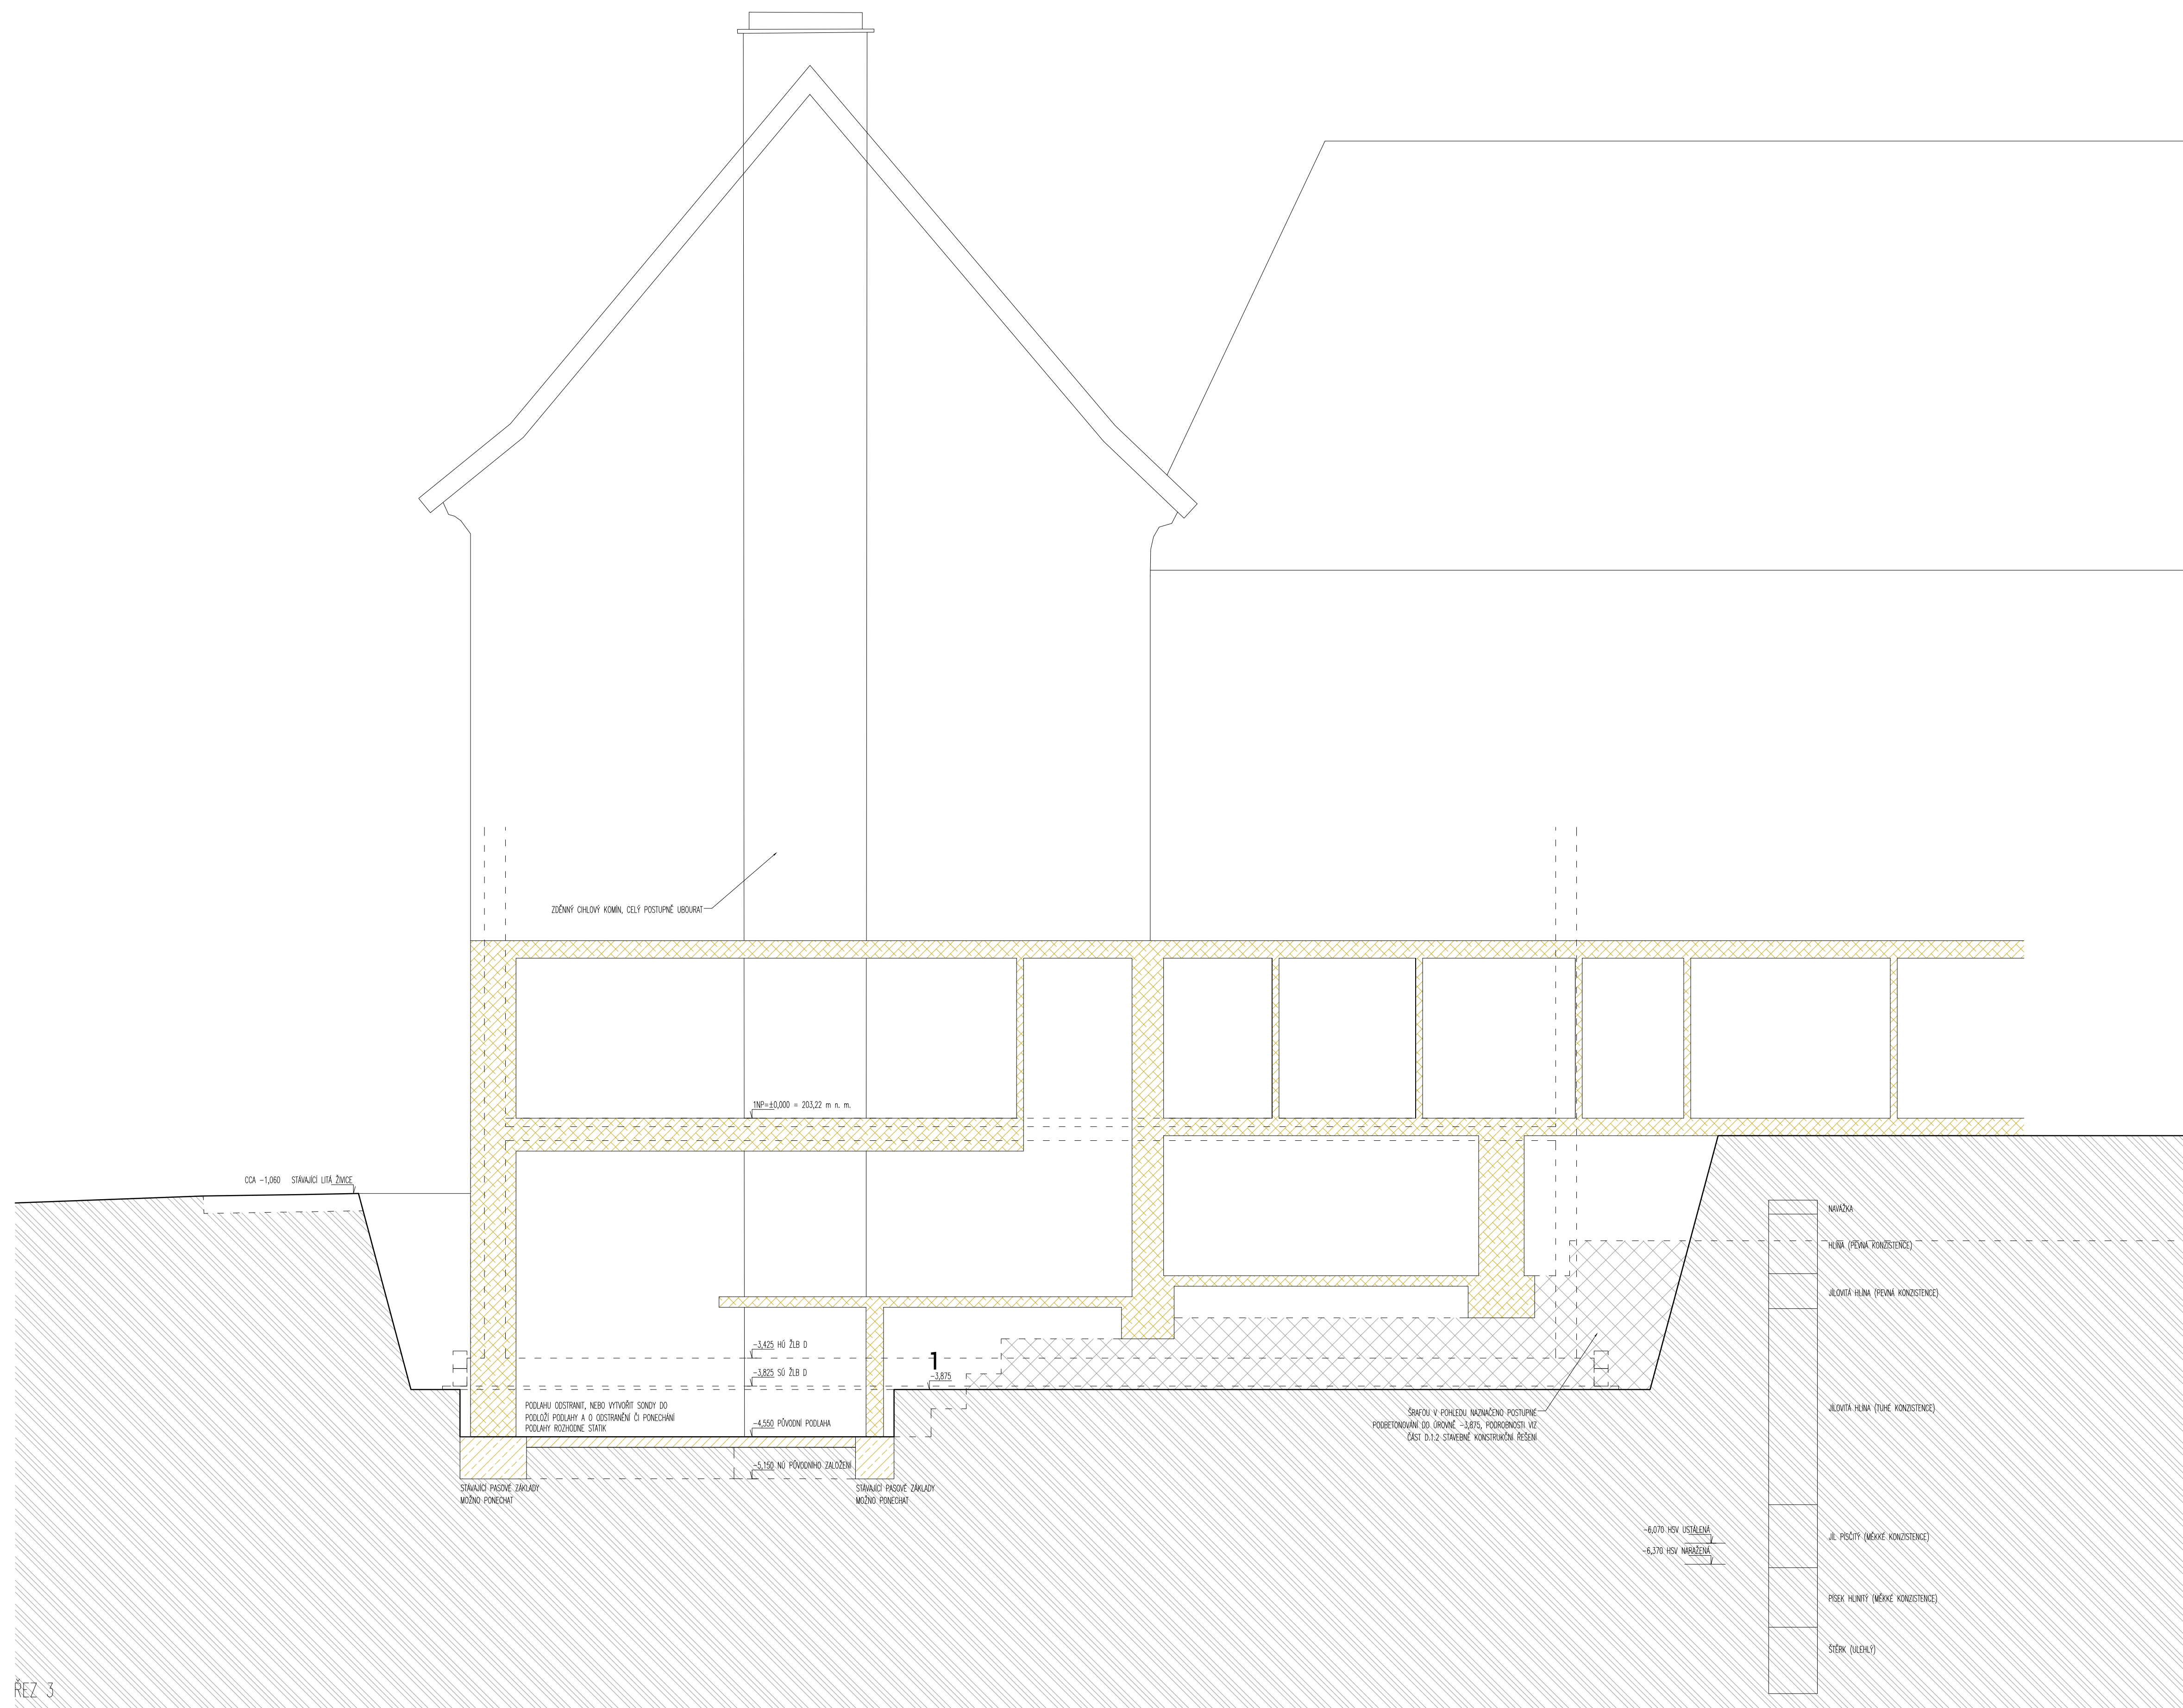 ZDĚNNÝ CIHLOVÝ KOMÍN, CELÝ POSTUPNĚ UBOURAT
1NP=±0,000 = 203,22 m n. m.
CCA -1,060 STÁVAJÍCÍ LITÁ ŽIVICE
NAVÁŽKA
HLÍNA (PEVNÁ KONZISTENCE)
JÍLOVITÁ HLÍNA (PEVNÁ KONZISTENCE)
-3,425 HÚ ŽLB D
1
-3,825 SÚ ŽLB D
-3,875
PODLAHU ODSTRANIT, NEBO VYTVOŘIT SONDY DO
PODLOŽÍ PODLAHY A O ODSTRANĚNÍ ČI PONECHÁNÍ
PODLAHY ROZHODNE STATIK
-4,550 PŮVODNÍ PODLAHA
ŠRAFOU V POHLEDU NAZNAČENO POSTUPNÉ
PODBETONOVÁNÍ DO ÚROVNĚ -3,875, PODROBNOSTI VIZ
ČÁST D.1.2 STAVEBNĚ KONSTRUKČNÍ ŘEŠENÍ
JÍLOVITÁ HLÍNA (TUHÉ KONZISTENCE)
-5,150 NÚ PŮVODNÍHO ZALOŽENÍ
STÁVAJÍCÍ PASOVÉ ZÁKLADY
MOŽNO PONECHAT
STÁVAJÍCÍ PASOVÉ ZÁKLADY
MOŽNO PONECHAT
-6,070 HSV USTÁLENÁ
-6,370 HSV NARAŽENÁ
JÍL PÍSČITÝ (MĚKKÉ KONZISTENCE)
PÍSEK HLINITÝ (MĚKKÉ KONZISTENCE)
ŠTĚRK (ULEHLÝ)
ŘEZ 3